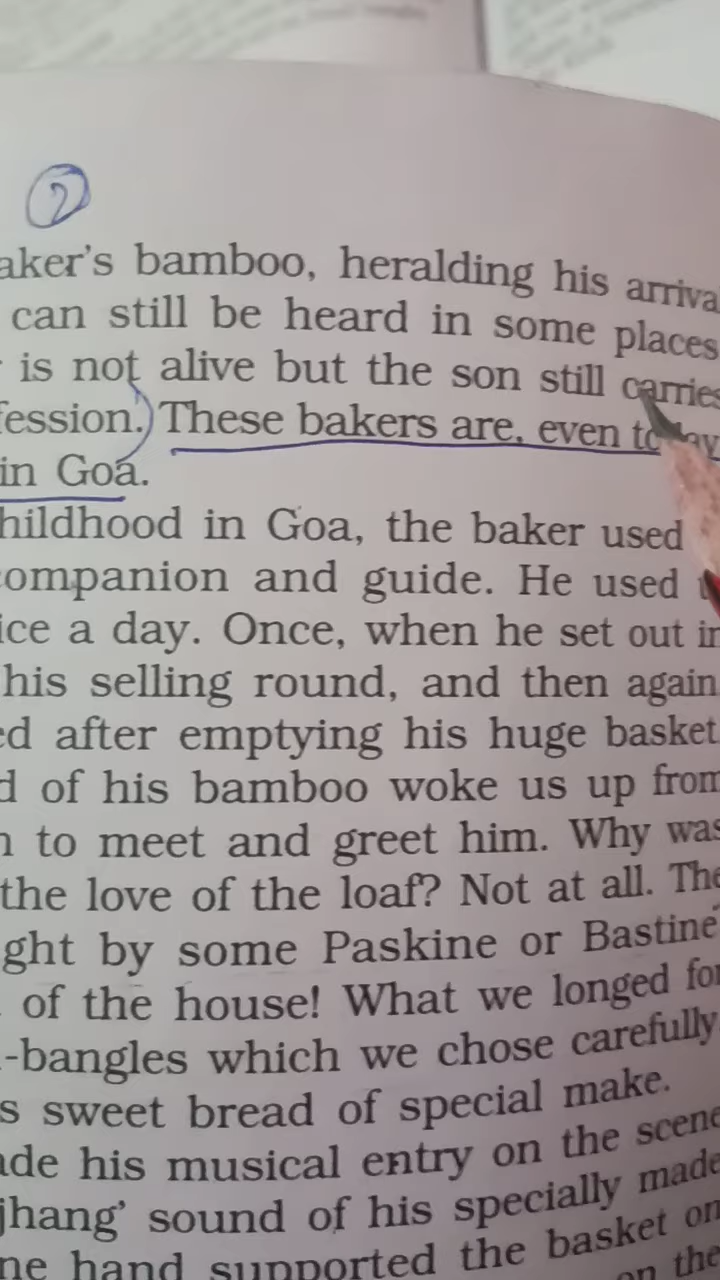 2
aker's bamboo, heralding his arriva
can still be heard in some places
is not alive but the son still carries
fession. These bakers are, even today
in Goa.
hildhood in Goa, the baker used
ompanion and guide. He used
ice a day. Once, when he set out in
his selling round, and then again
ed after emptying his huge basket
d of his bamboo woke us up from
to meet and greet him. Why was
the love of the loaf? Not at all. The
ght by some Paskine or Bastine
of the house! What we longed for
-bangles which we chose carefully
s sweet bread of special make.
ade his musical entry on the scene
jhang' sound of his specially made
ne hand supported the basket on
on the